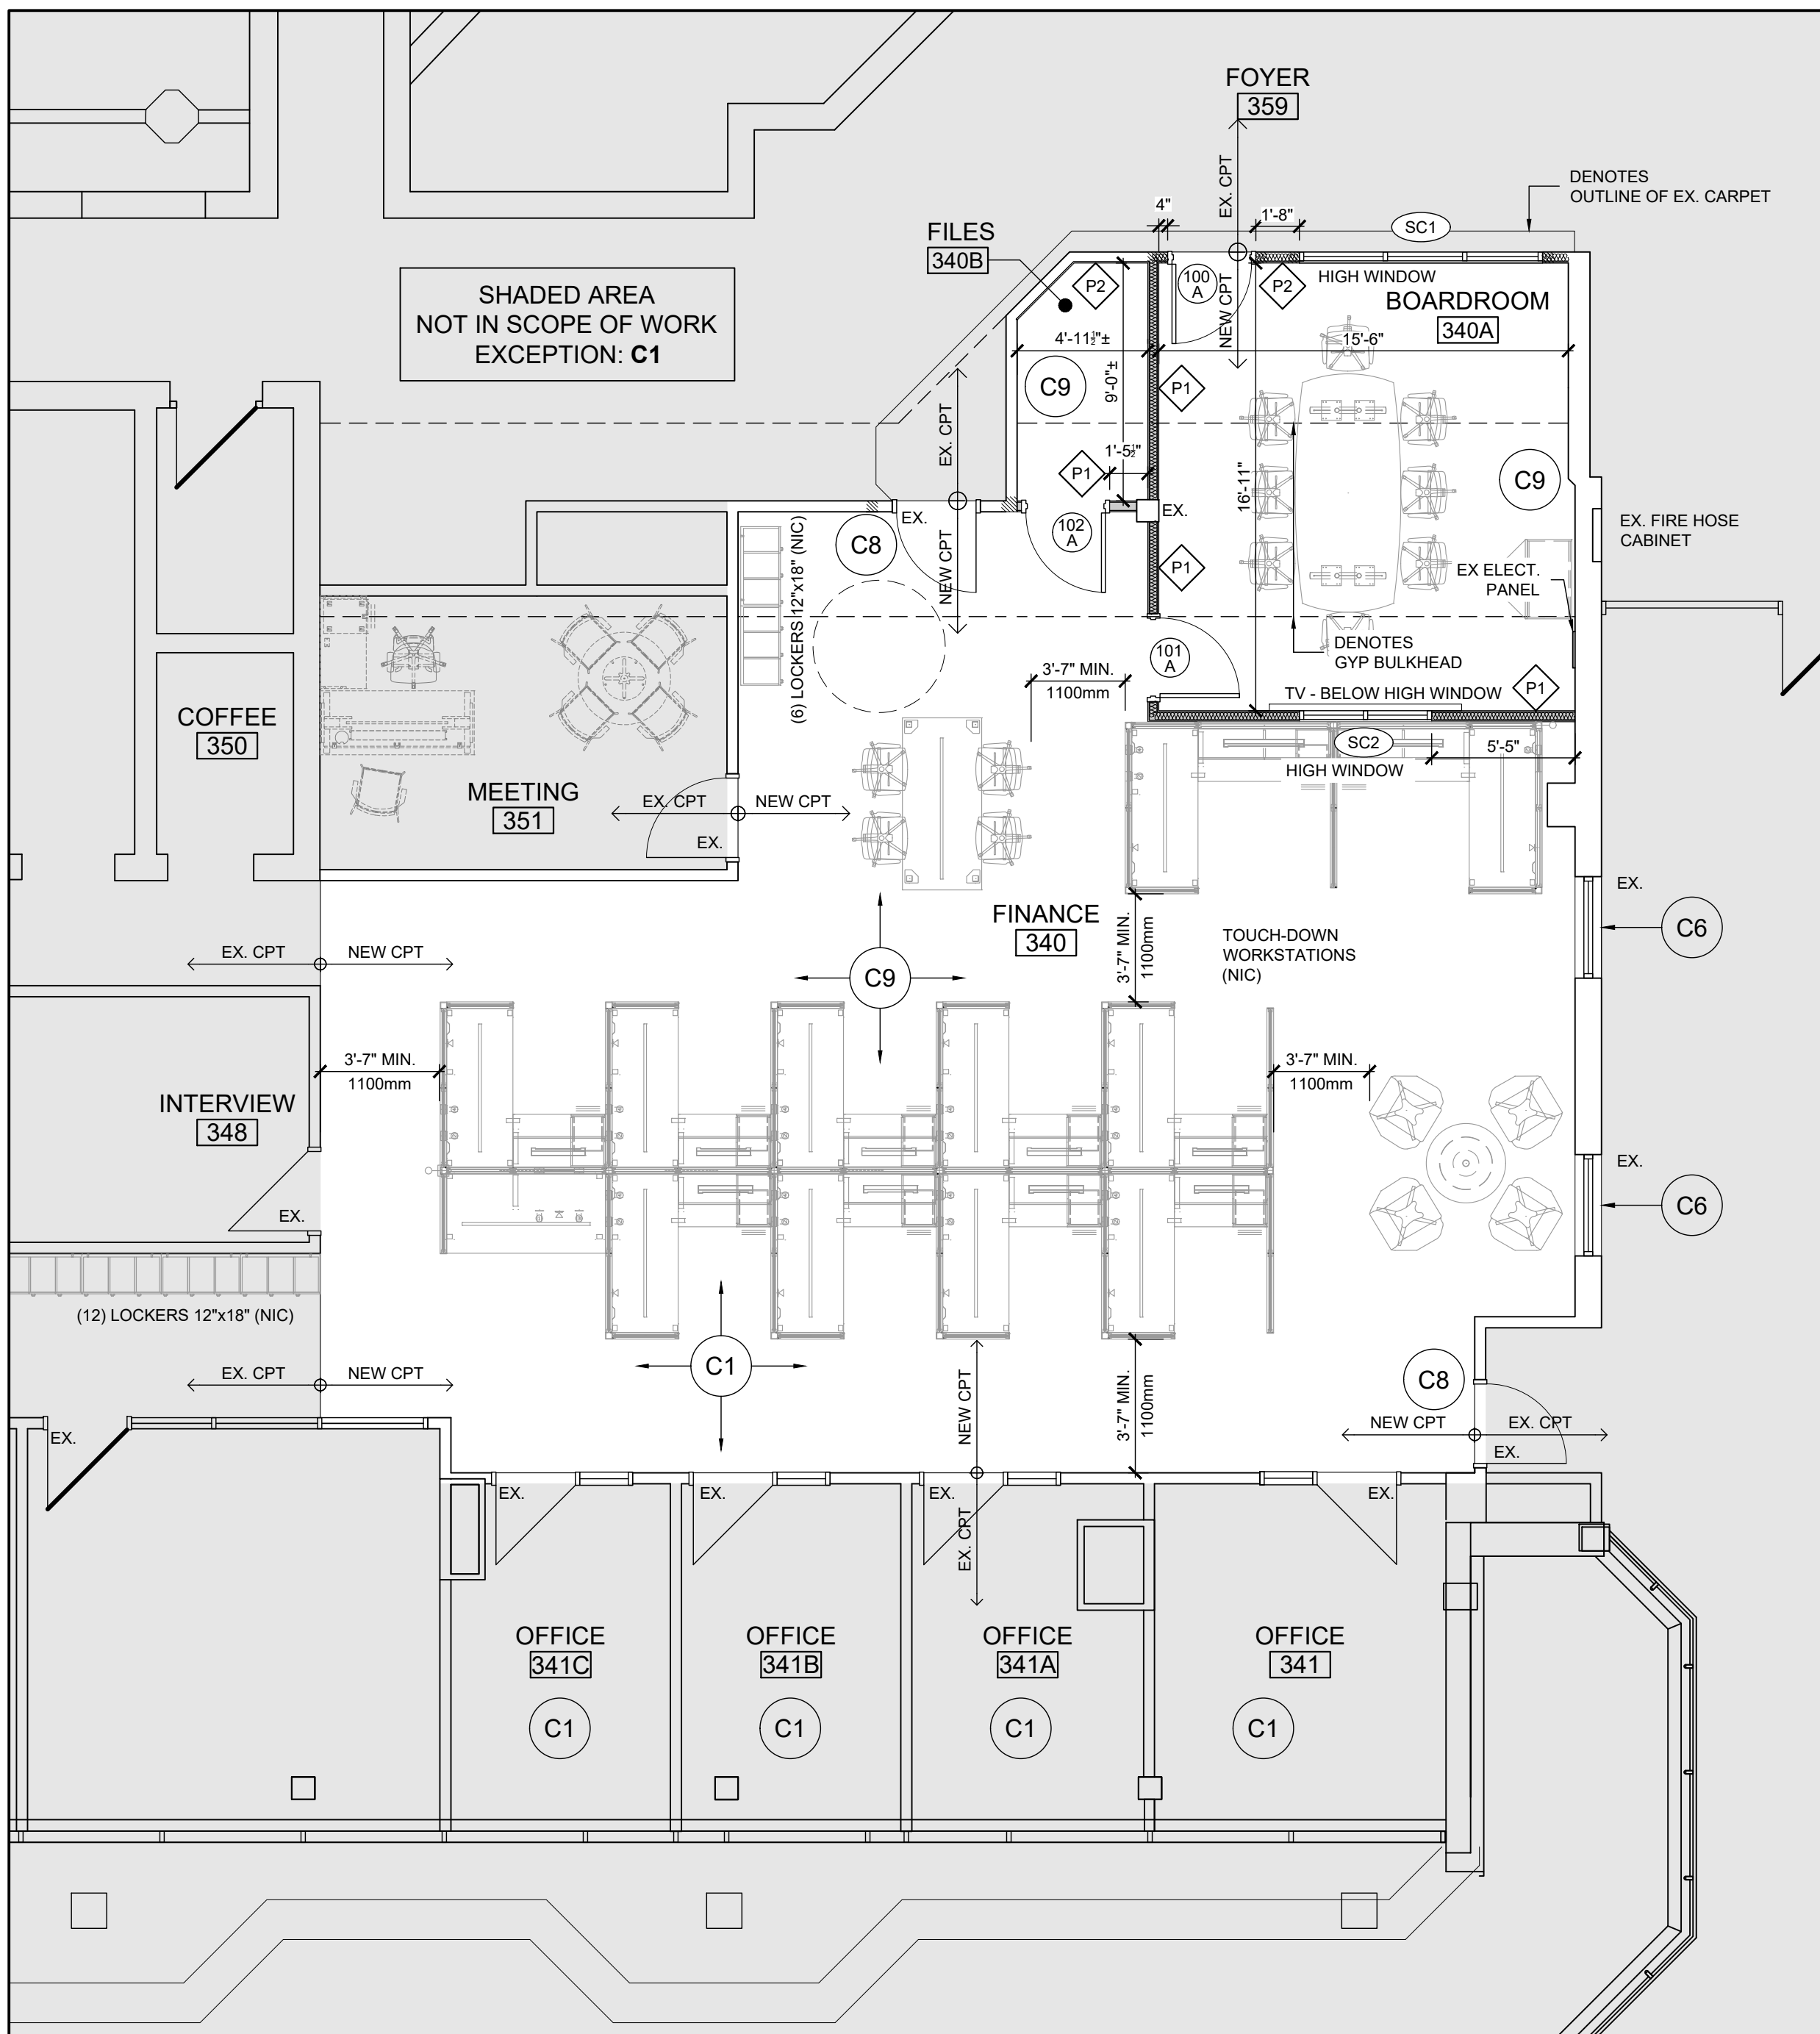 FOYER
359
EX. CPT
NEW CPT
DENOTES
OUTLINE OF EX. CARPET
4"
1'-8"
SC1
FILES
340B
SHADED AREA
NOT IN SCOPE OF WORK
EXCEPTION: C1
P2
100
A
P2
HIGH WINDOW
BOARDROOM
340A
4'-11½"±
15'-6"
C9
9'-0"±
P1
EX. CPT
NEW CPT
1'-5½"
P1
16'-11"
C9
EX.
EX.
C8
102
A
(6) LOCKERS 12"x18" (NIC)
P1
EX. FIRE HOSE
CABINET
EX ELECT.
PANEL
DENOTES
GYP BULKHEAD
101
A
3'-7" MIN.
1100mm
TV - BELOW HIGH WINDOW
P1
COFFEE
350
SC2
5'-5"
HIGH WINDOW
MEETING
351
EX. CPT
NEW CPT
EX.
EX.
C6
FINANCE
340
3'-7" MIN.
1100mm
TOUCH-DOWN
WORKSTATIONS
(NIC)
EX. CPT
NEW CPT
C9
3'-7" MIN.
1100mm
3'-7" MIN.
1100mm
INTERVIEW
348
EX.
EX.
C6
(12) LOCKERS 12"x18" (NIC)
EX. CPT
NEW CPT
C1
NEW CPT
EX. CPT
3'-7" MIN.
1100mm
C8
NEW CPT
EX. CPT
EX.
EX.
EX.
EX.
EX.
EX.
OFFICE
341C
OFFICE
341B
OFFICE
341A
OFFICE
341
C1
C1
C1
C1